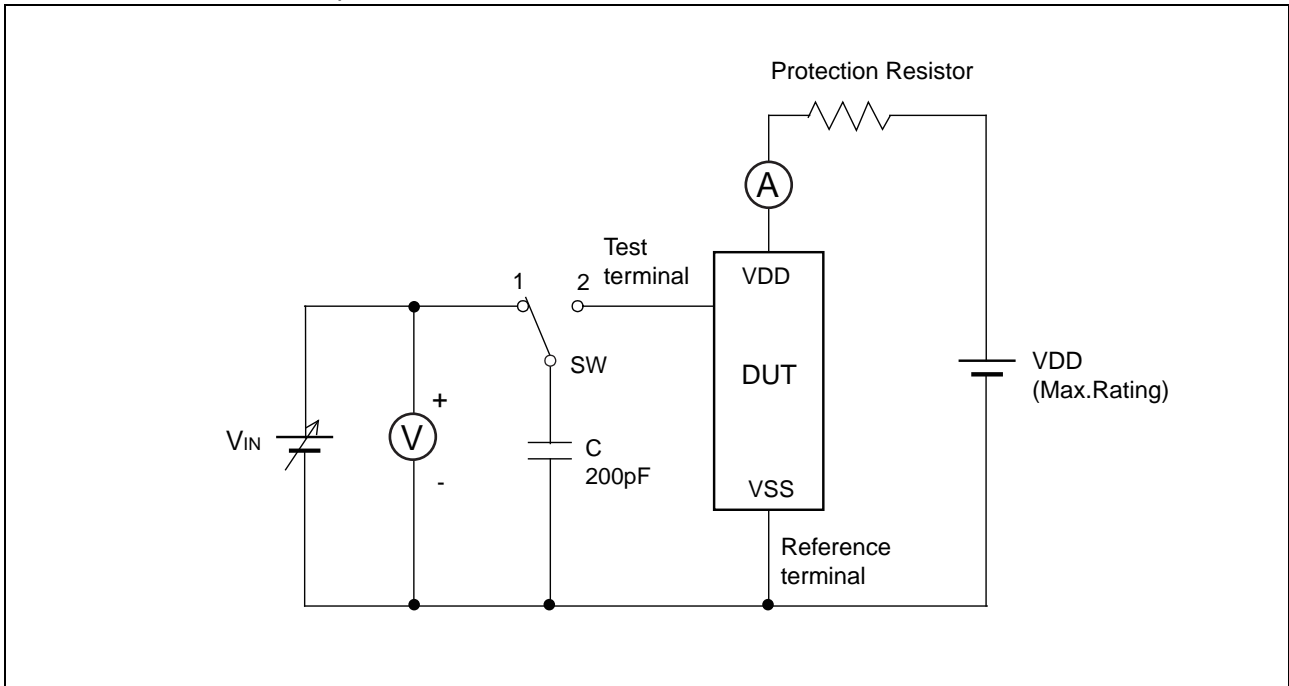 Protection Resistor
A
Test
terminal
1
2
VDD
SW
DUT
VDD
(Max.Rating)
VIN
+
V
-
C
200pF
VSS
Reference
terminal